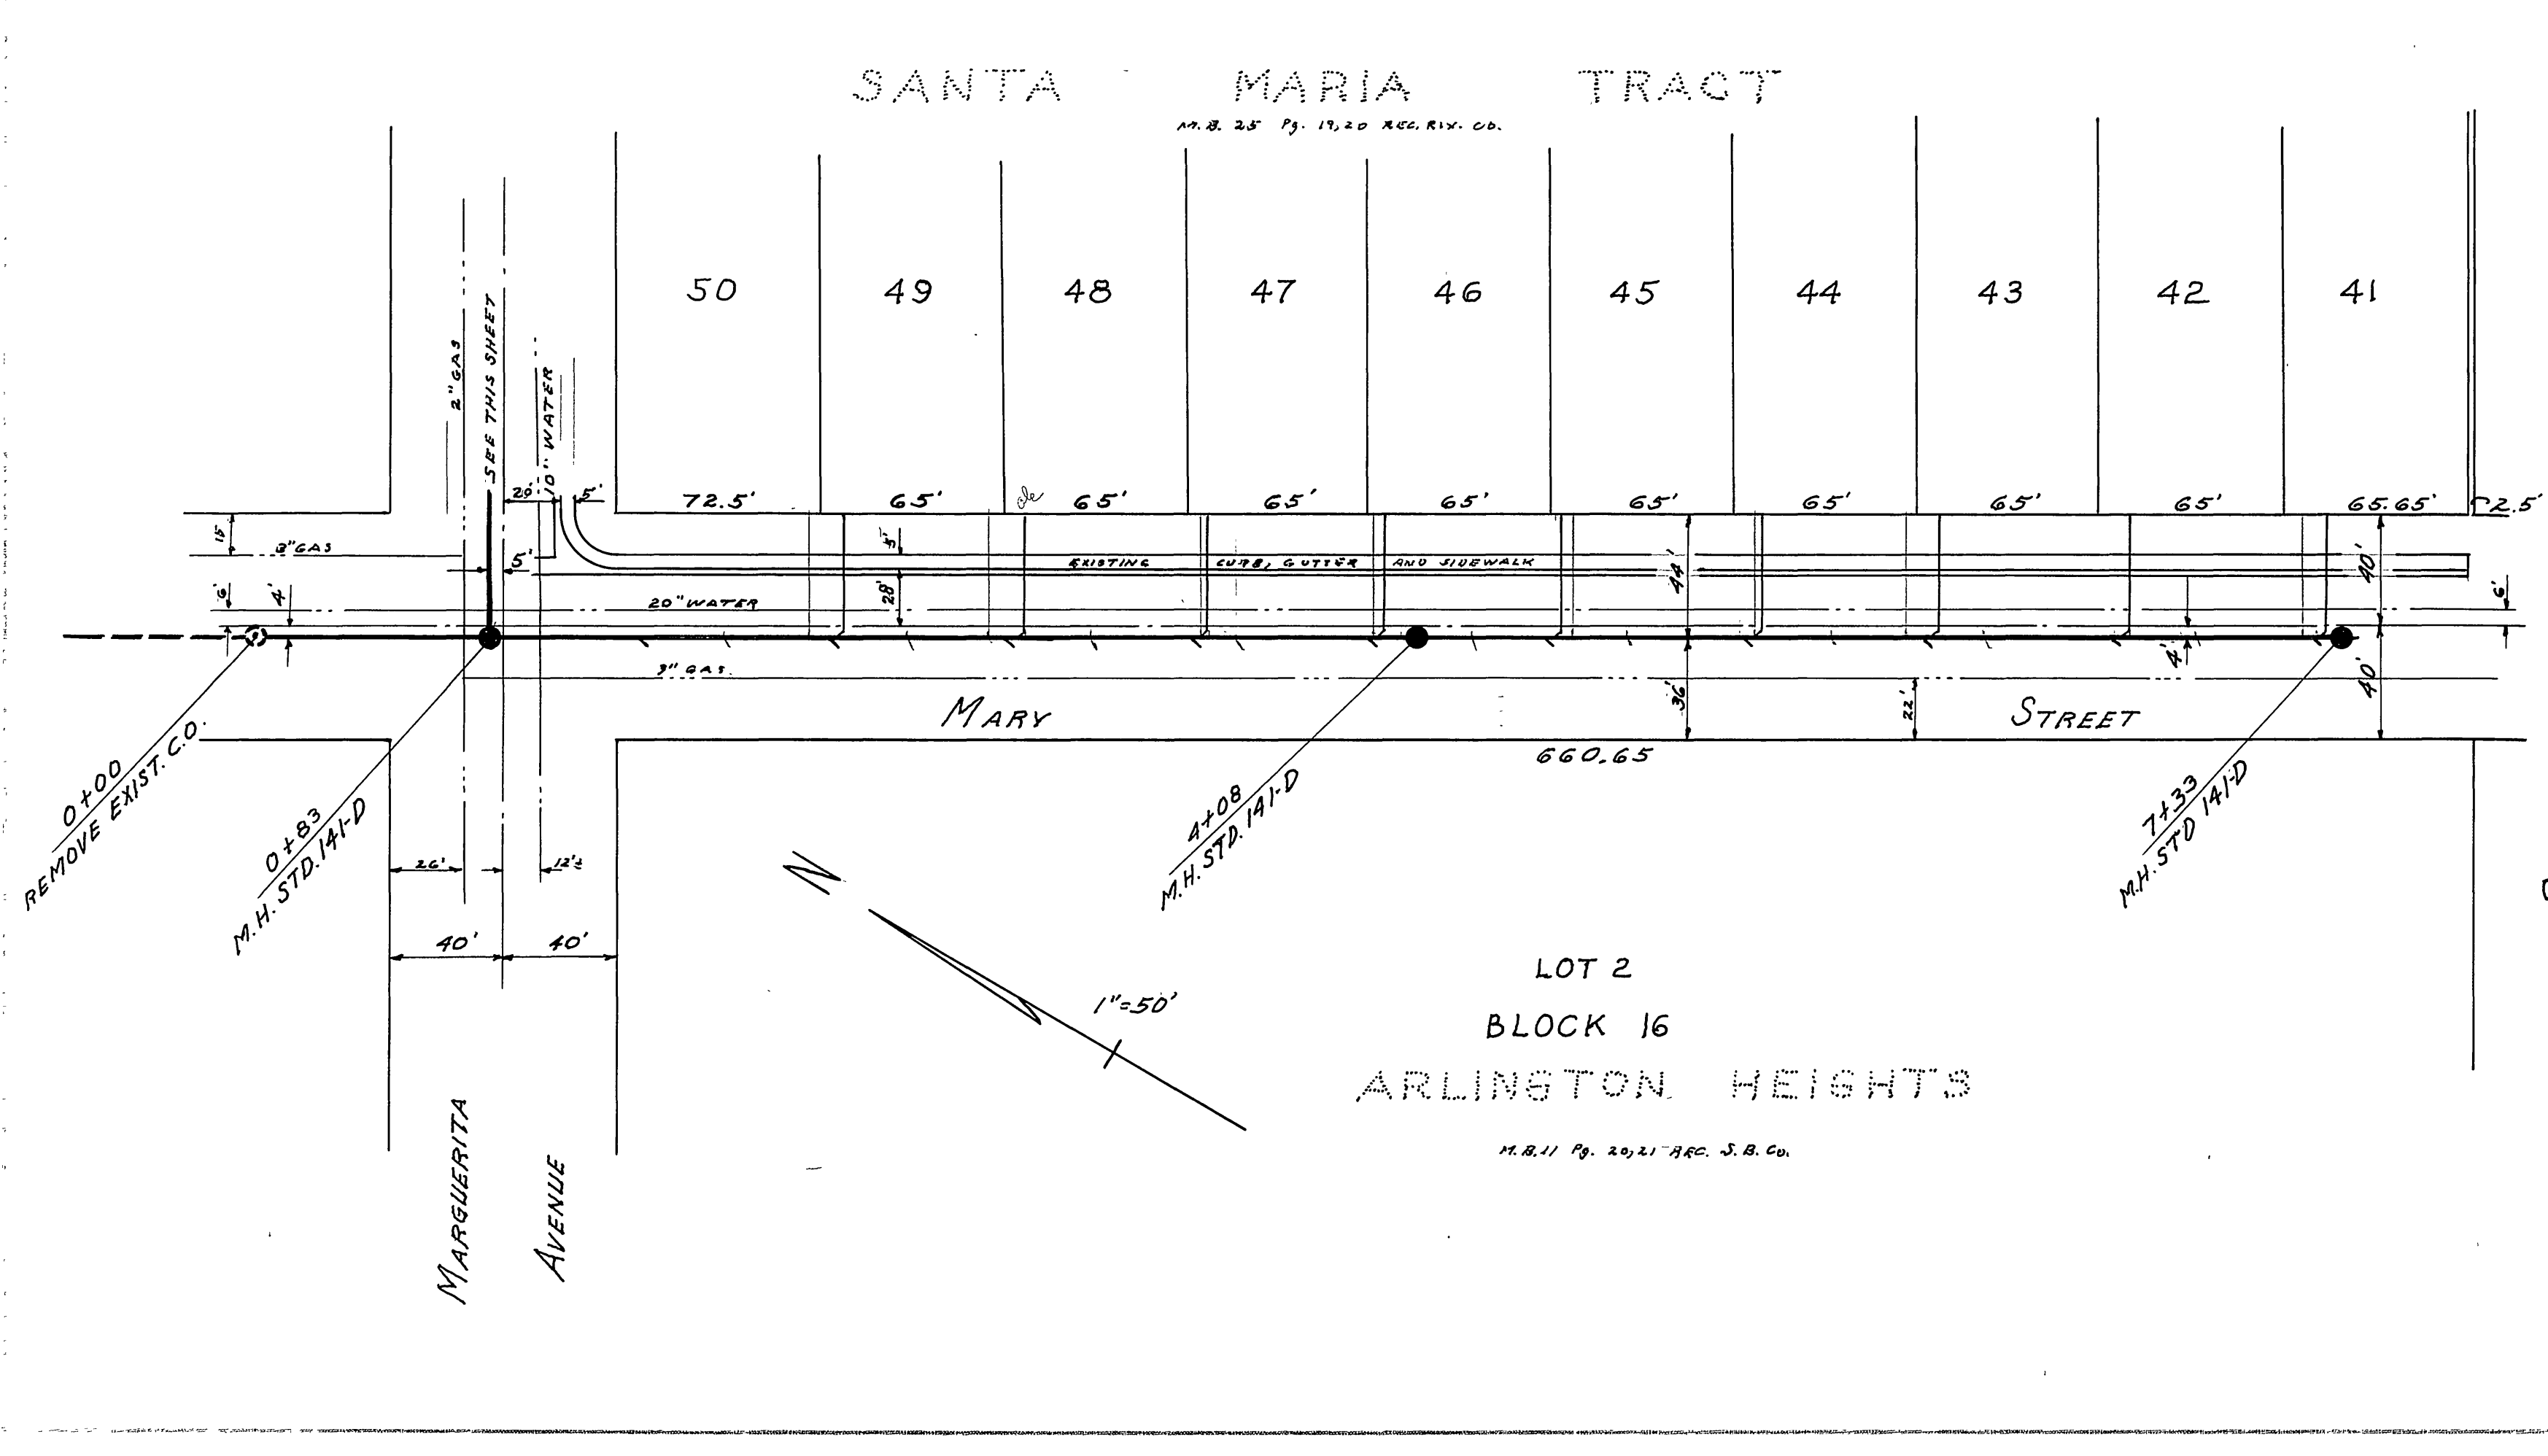 SANTA MARIA TRACT
M.B. 25 Pg. 19,20 REC. RIV. CO.
50 49 48 47 46 45 44 43 42 41
2" GAS
SEE THIS SHEET
10" WATER
20' 5'
72.5' 65' 65' 65' 65' 65' 65' 65' 65' 65.65' 2.5'
15'
3" GAS
5'
5'
EXISTING CURB, GUTTER AND SIDEWALK
44' 40'
6' 4'
20" WATER
28'
6'
3" GAS.
4'
36' 22' 40'
MARY STREET
660.65
0+00
REMOVE EXIST. C.O.
0+83
M.H. STD. 141-D
4+08
M.H. STD. 141-D
7+33
M.H. STD 141-D
26' 12'±
40' 40'
N
1"=50'
LOT 2
BLOCK 16
ARLINGTON HEIGHTS
M.B. 11 Pg. 20,21 REC. S.B. Co.
MARGUERITA
AVENUE